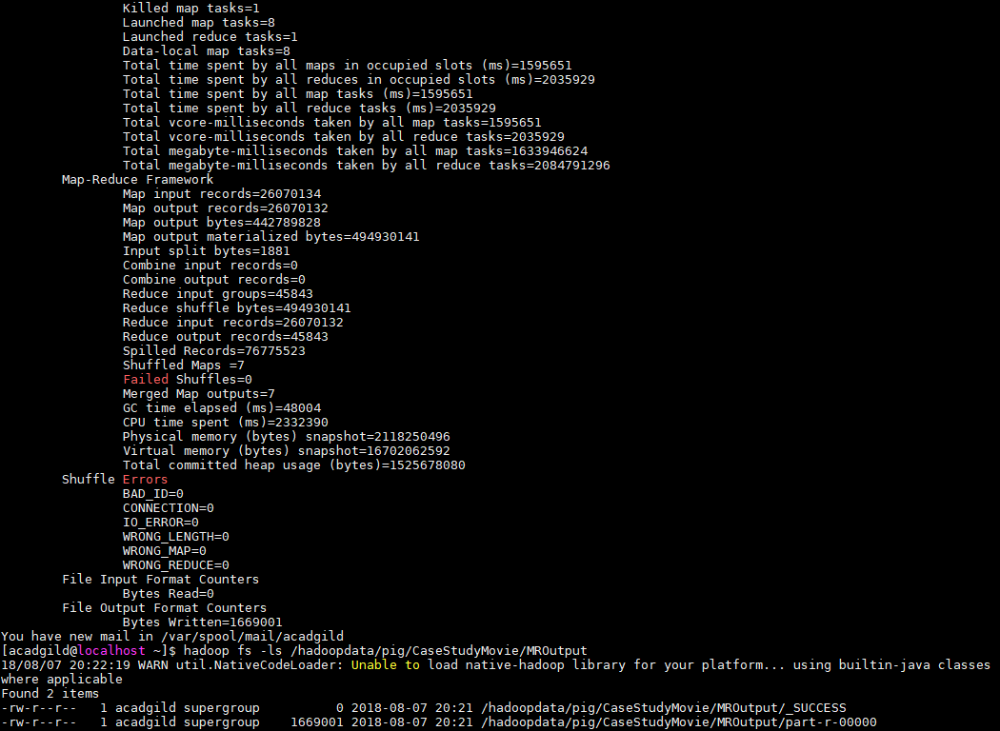 Killed map tasks=1
Launched map tasks=8
Launched reduce tasks=1
Data-local map tasks=8
Total time spent by all maps in occupied slots (ms)=1595651
Total time spent by all reduces in occupied slots (ms)=2035929
Total time spent by all map tasks (ms)=1595651
Total time spent by all reduce tasks (ms)=2035929
Total vcore-milliseconds taken by all map tasks=1595651
Total vcore-milliseconds taken by all reduce tasks=2035929
Total megabyte-milliseconds taken by all map tasks=1633946624
Total megabyte-milliseconds taken by all reduce tasks=2084791296
Map-Reduce Framework
Map input records=26070134
Map output records=26070132
Map output bytes=442789828
Map output materialized bytes=494930141
Input split bytes=1881
Combine input records=0
Combine output records=0
Reduce input groups=45843
Reduce shuffle bytes=494930141
Reduce input records=26070132
Reduce output records=45843
Spilled Records=76775523
Shuffled Maps =7
Failed Shuffles=0
Merged Map outputs=7
GC time elapsed (ms)=48004
CPU time spent (ms)=2332390
Physical memory (bytes) snapshot=2118250496
Virtual memory (bytes) snapshot=16702062592
Total committed heap usage (bytes)=1525678080
Shuffle Errors
BAD_ID=0
CONNECTION=0
IO_ERROR=0
WRONG_LENGTH=0
WRONG_MAP=0
WRONG_REDUCE=0
File Input Format Counters
Bytes Read=0
File Output Format Counters
Bytes Written=1669001
You have new mail in /var/spool/mail/acadgild
[acadgild@localhost ~]$ hadoop fs -ls /hadoopdata/pig/CaseStudyMovie/MROutput
18/08/07 20:22:19 WARN util.NativeCodeLoader: Unable to load native-hadoop library for your platform... using builtin-java classes
where applicable
Found 2 items
-rw-r--r--   1 acadgild supergroup          0 2018-08-07 20:21 /hadoopdata/pig/CaseStudyMovie/MROutput/_SUCCESS
-rw-r--r--   1 acadgild supergroup    1669001 2018-08-07 20:21 /hadoopdata/pig/CaseStudyMovie/MROutput/part-r-00000